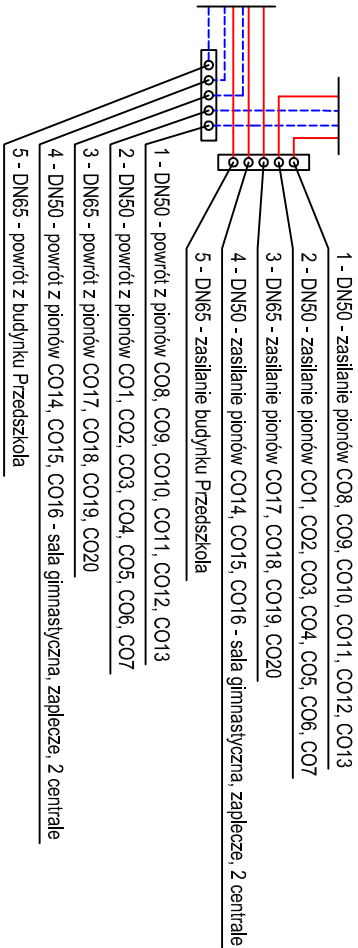 1 - DN50 - zasilanie pionów CO8, CO9, CO10, CO11, CO12, CO13
2 - DN50 - zasilanie pionów CO1, CO2, CO3, CO4, CO5, CO6, CO7
3 - DN65 - zasilanie pionów CO17, CO18, CO19, CO20
4 - DN50 - zasilanie pionów CO14, CO15, CO16 - sala gimnastyczna, zaplecze, 2 centrale
5 - DN65 - zasilanie budynku Przedszkola
1 - DN50 - powrót z pionów CO8, CO9, CO10, CO11, CO12, CO13
2 - DN50 - powrót z pionów CO1, CO2, CO3, CO4, CO5, CO6, CO7
3 - DN65 - powrót z pionów CO17, CO18, CO19, CO20
4 - DN50 - powrót z pionów CO14, CO15, CO16 - sala gimnastyczna, zaplecze, 2 centrale
5 - DN65 - powrót z budynku Przedszkola